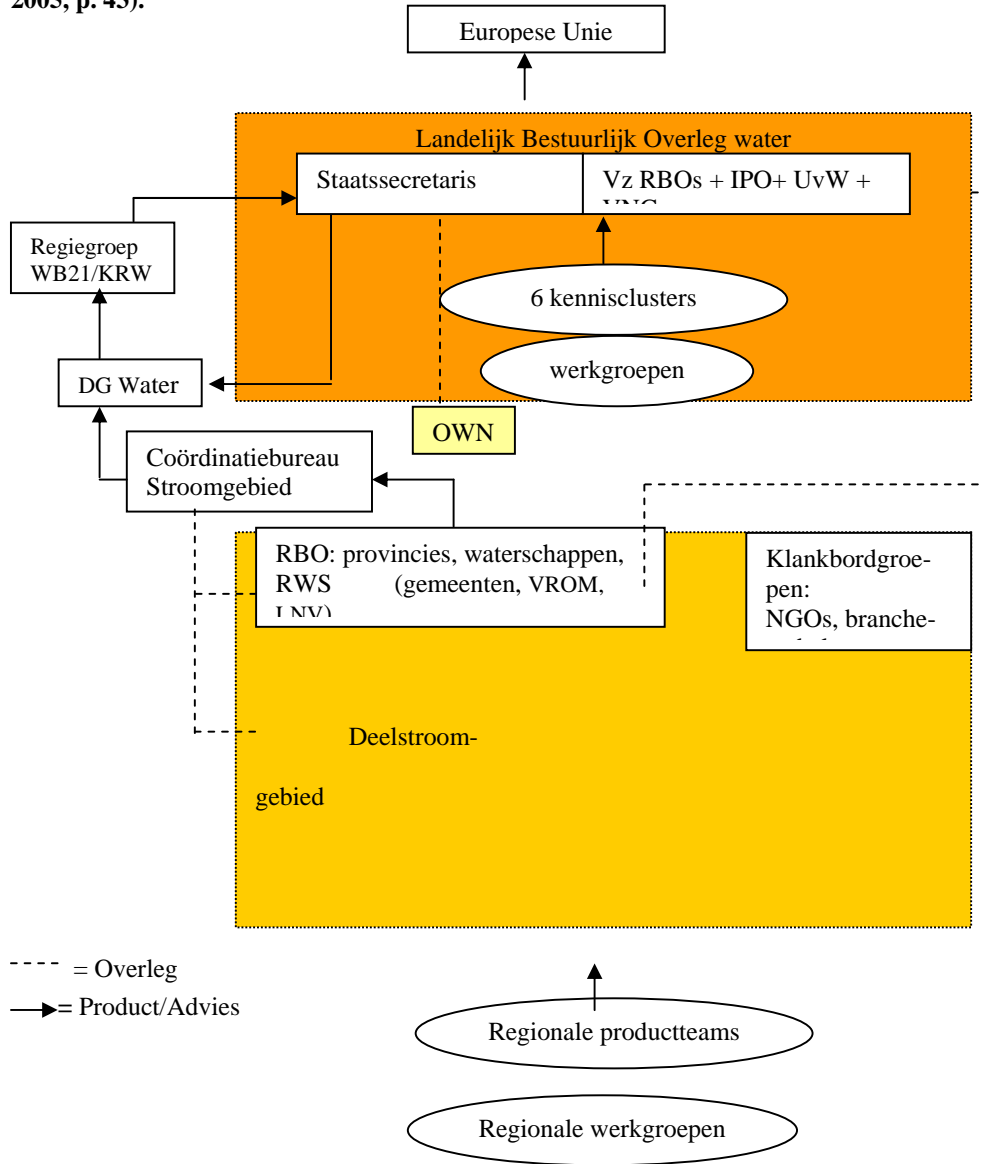 2005, p. 45).
Europese Unie
Landelijk Bestuurlijk Overleg water
Staatssecretaris
Vz RBOs + IPO+ UvW +
Regiegroep
WB21/KRW
6 kennisclusters
werkgroepen
DG Water
OWN
Coördinatiebureau
Stroomgebied
RBO: provincies, waterschappen,
RWS (gemeenten, VROM,
LNV)
Klankbordgroe-
pen:
NGOs, branche-
Deelstroom-
gebied
= Overleg
= Product/Advies
Regionale productteams
Regionale werkgroepen